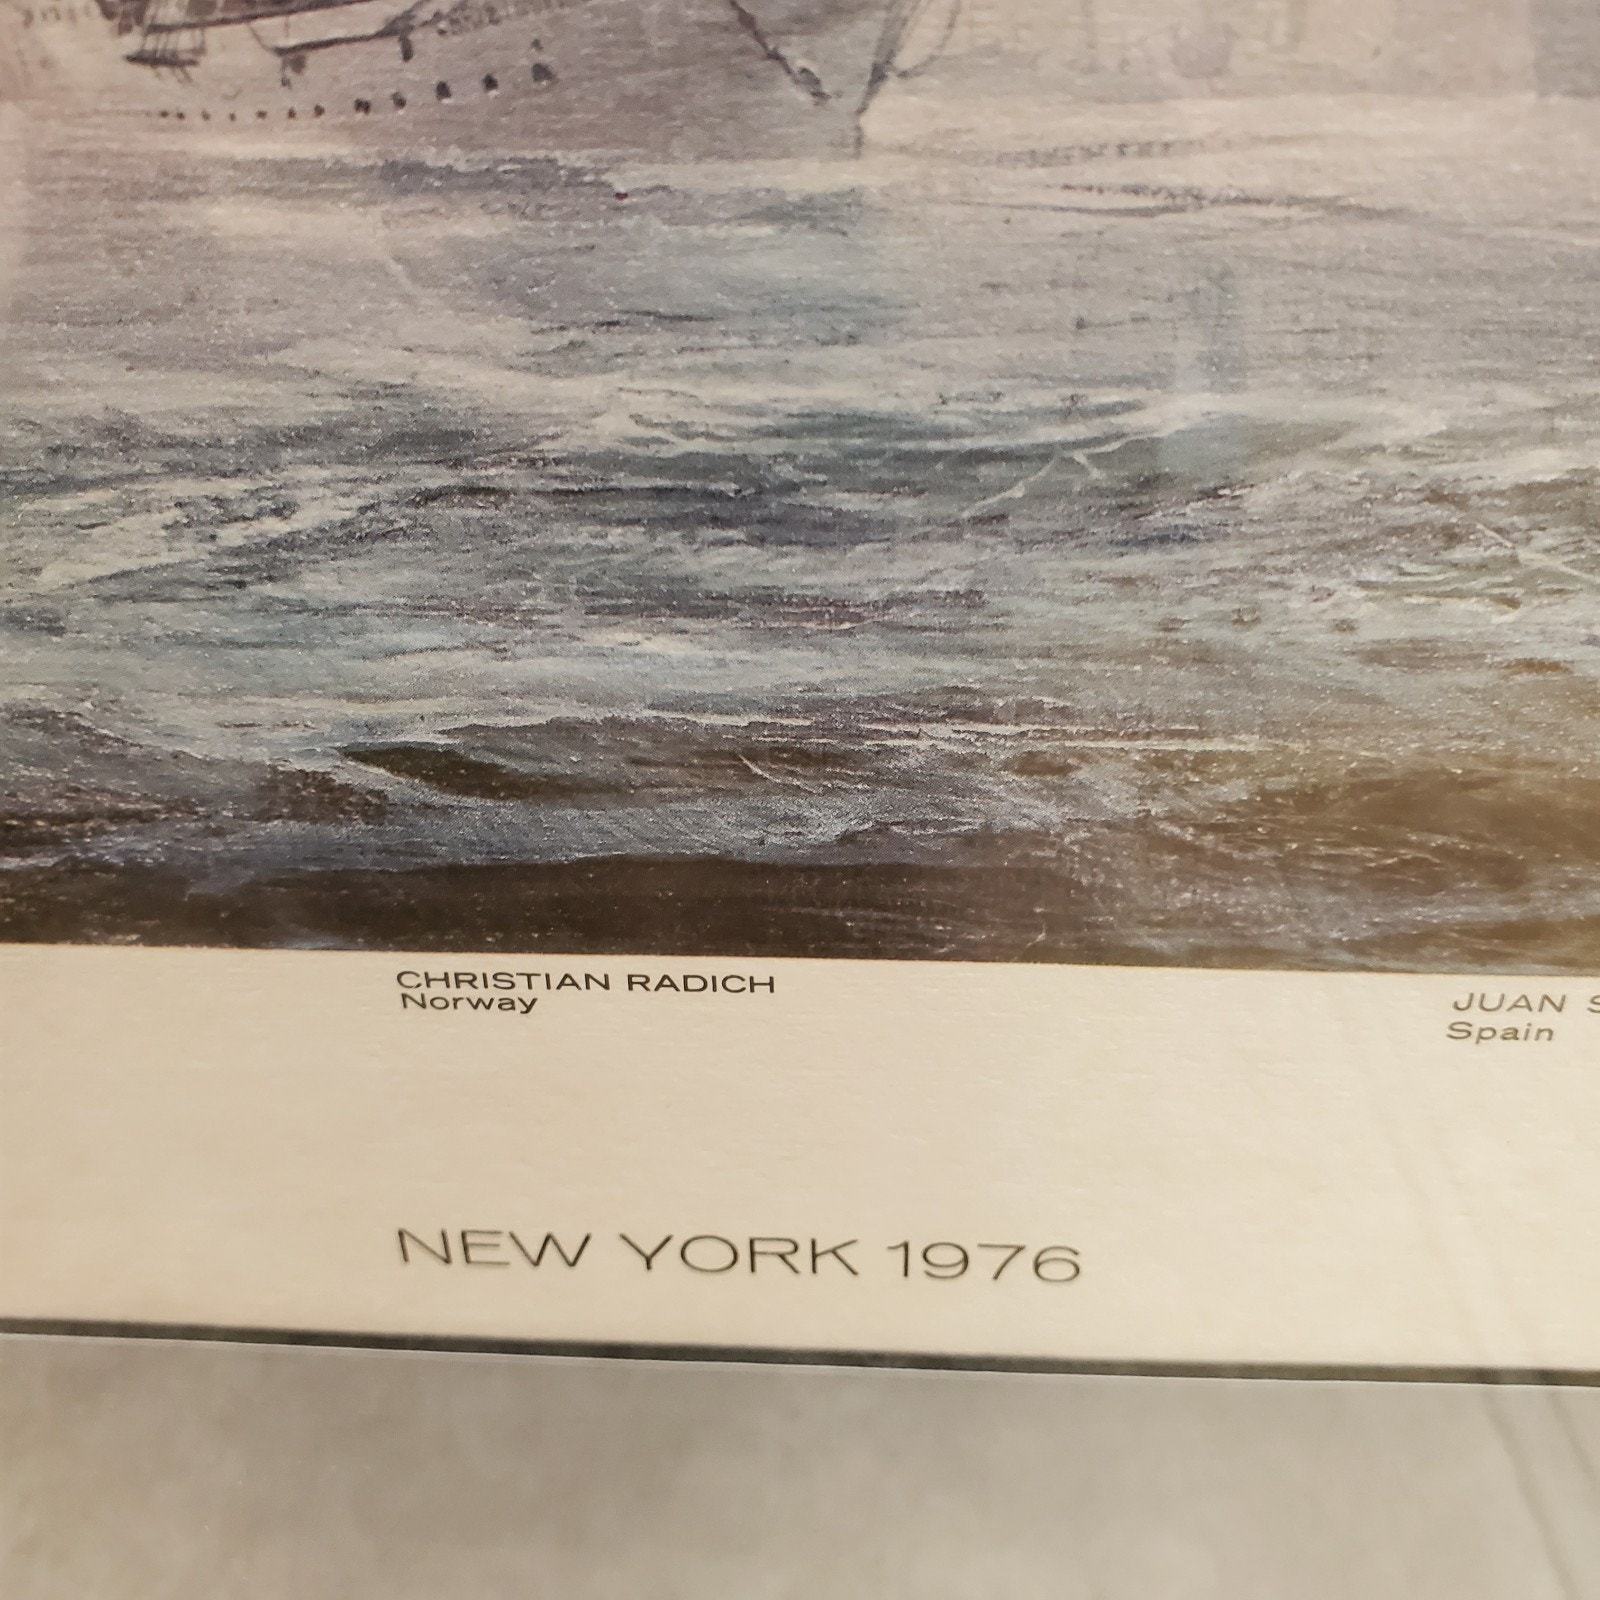 CHRISTIAN RADICH
Norway
JUAN
Spain
NEW YORK 1976